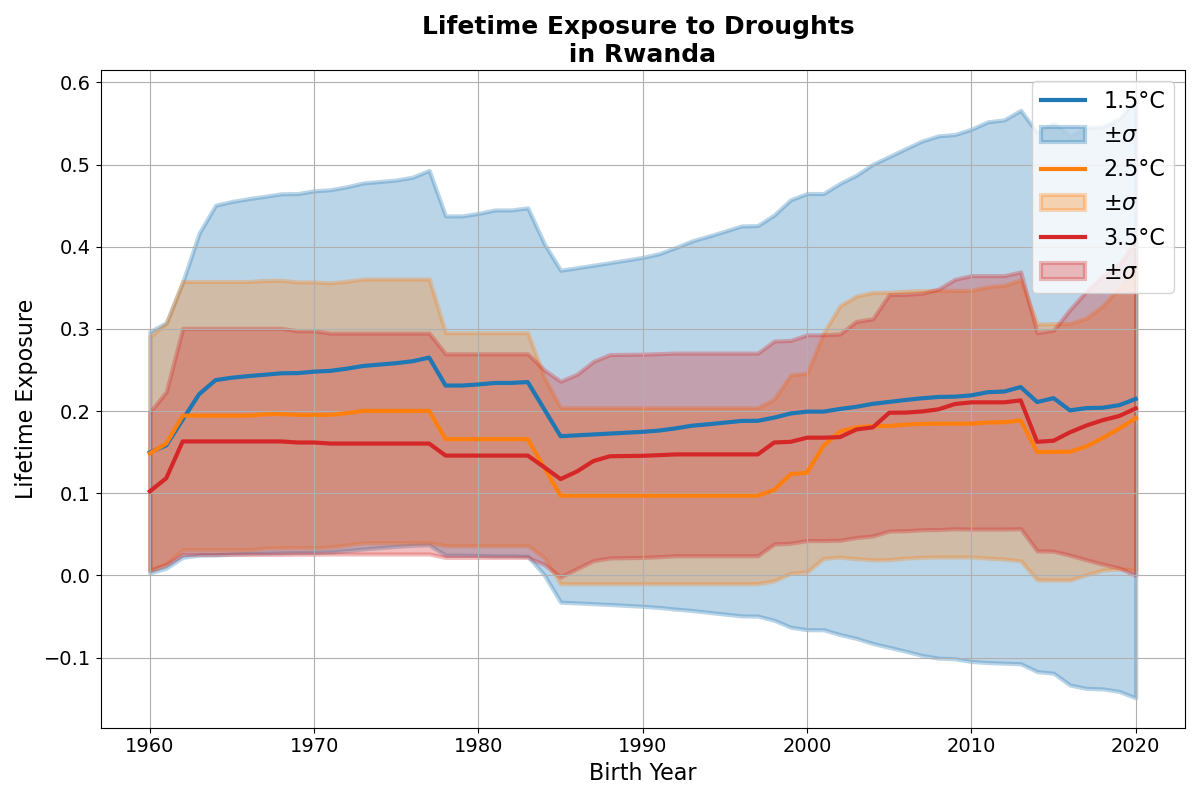 Lifetime Exposure to Droughts
in Rwanda
0.6
0.5
0.4
0.3
0.2
0.1
0.0
−0.1
Lifetime Exposure
1.5°C
±σ
2.5°C
±σ
3.5°C
±σ
1960
1970
1980
1990
2000
2010
2020
Birth Year